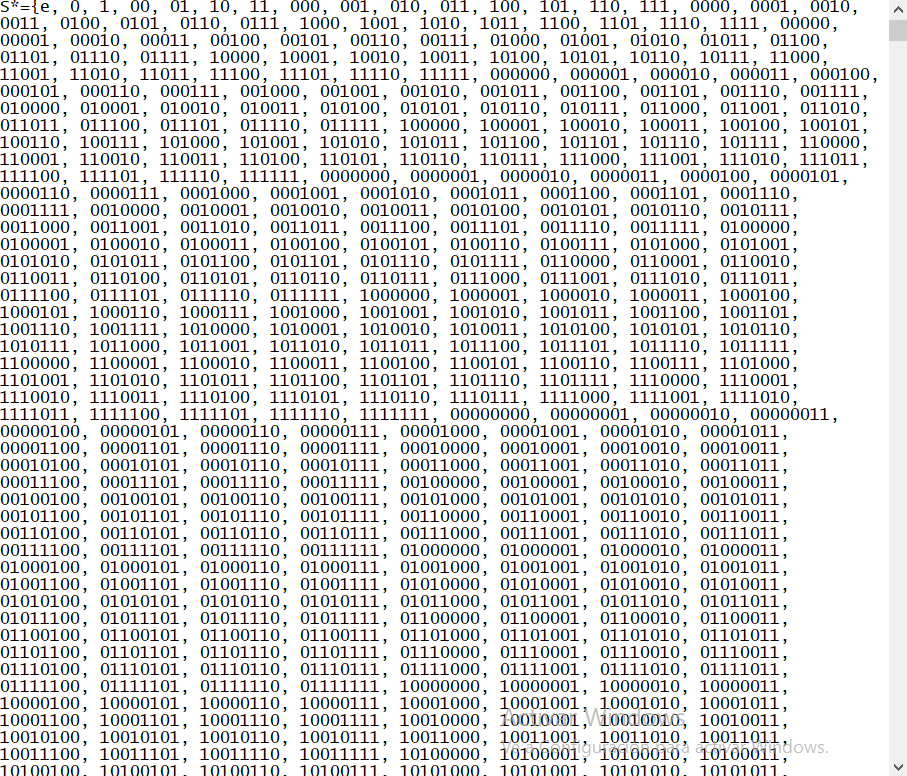 S*={e, 0, 1, 00, 01, 10, 11, 000, 001, 010, 011, 100, 101, 110, 111, 0000, 0001, 0010,
0011, 0100, 0101, 0110, 0111, 1000, 1001, 1010, 1011, 1100, 1101, 1110, 1111, 00000,
00001, 00010, 00011, 00100, 00101, 00110, 00111, 01000, 01001, 01010, 01011, 01100,
01101, 01110, 01111, 10000, 10001, 10010, 10011, 10100, 10101, 10110, 10111, 11000,
11001, 11010, 11011, 11100, 11101, 11110, 11111, 000000, 000001, 000010, 000011, 000100,
000101, 000110, 000111, 001000, 001001, 001010, 001011, 001100, 001101, 001110, 001111,
010000, 010001, 010010, 010011, 010100, 010101, 010110, 010111, 011000, 011001, 011010,
011011, 011100, 011101, 011110, 011111, 100000, 100001, 100010, 100011, 100100, 100101,
100110, 100111, 101000, 101001, 101010, 101011, 101100, 101101, 101110, 101111, 110000,
110001, 110010, 110011, 110100, 110101, 110110, 110111, 111000, 111001, 111010, 111011,
111100, 111101, 111110, 111111, 0000000, 0000001, 0000010, 0000011, 0000100, 0000101,
0000110, 0000111, 0001000, 0001001, 0001010, 0001011, 0001100, 0001101, 0001110,
0001111, 0010000, 0010001, 0010010, 0010011, 0010100, 0010101, 0010110, 0010111,
0011000, 0011001, 0011010, 0011011, 0011100, 0011101, 0011110, 0011111, 0100000,
0100001, 0100010, 0100011, 0100100, 0100101, 0100110, 0100111, 0101000, 0101001,
0101010, 0101011, 0101100, 0101101, 0101110, 0101111, 0110000, 0110001, 0110010,
0110011, 0110100, 0110101, 0110110, 0110111, 0111000, 0111001, 0111010, 0111011,
0111100, 0111101, 0111110, 0111111, 1000000, 1000001, 1000010, 1000011, 1000100,
1000101, 1000110, 1000111, 1001000, 1001001, 1001010, 1001011, 1001100, 1001101,
1001110, 1001111, 1010000, 1010001, 1010010, 1010011, 1010100, 1010101, 1010110,
1010111, 1011000, 1011001, 1011010, 1011011, 1011100, 1011101, 1011110, 1011111,
1100000, 1100001, 1100010, 1100011, 1100100, 1100101, 1100110, 1100111, 1101000,
1101001, 1101010, 1101011, 1101100, 1101101, 1101110, 1101111, 1110000, 1110001,
1110010, 1110011, 1110100, 1110101, 1110110, 1110111, 1111000, 1111001, 1111010,
1111011, 1111100, 1111101, 1111110, 1111111, 00000000, 00000001, 00000010, 00000011,
00000100, 00000101, 00000110, 00000111, 00001000, 00001001, 00001010, 00001011,
00001100, 00001101, 00001110, 00001111, 00010000, 00010001, 00010010, 00010011,
00010100, 00010101, 00010110, 00010111, 00011000, 00011001, 00011010, 00011011,
00011100, 00011101, 00011110, 00011111, 00100000, 00100001, 00100010, 00100011,
00100100, 00100101, 00100110, 00100111, 00101000, 00101001, 00101010, 00101011,
00101100, 00101101, 00101110, 00101111, 00110000, 00110001, 00110010, 00110011,
00110100, 00110101, 00110110, 00110111, 00111000, 00111001, 00111010, 00111011,
00111100, 00111101, 00111110, 00111111, 01000000, 01000001, 01000010, 01000011,
01000100, 01000101, 01000110, 01000111, 01001000, 01001001, 01001010, 01001011,
01001100, 01001101, 01001110, 01001111, 01010000, 01010001, 01010010, 01010011,
01010100, 01010101, 01010110, 01010111, 01011000, 01011001, 01011010, 01011011,
01011100, 01011101, 01011110, 01011111, 01100000, 01100001, 01100010, 01100011,
01100100, 01100101, 01100110, 01100111, 01101000, 01101001, 01101010, 01101011,
01101100, 01101101, 01101110, 01101111, 01110000, 01110001, 01110010, 01110011,
01110100, 01110101, 01110110, 01110111, 01111000, 01111001, 01111010, 01111011,
01111100, 01111101, 01111110, 01111111, 10000000, 10000001, 10000010, 10000011,
10000100, 10000101, 10000110, 10000111, 10001000, 10001001, 10001010, 10001011,
10001100, 10001101, 10001110, 10001111, 10010000, 10010001, 10010010, 10010011,
Activar Windows
10010100, 10010101, 10010110, 10010111, 10011000, 10011001, 10011010, 10011011,
10011100, 10011101, 10011110, 10011111, 10100000, 10100001, 10100010, 10100011,
Ve a Configuración para activar Windows.
10100100, 10100101, 10100110, 10100111, 10101000, 10101001, 10101010, 10101011,